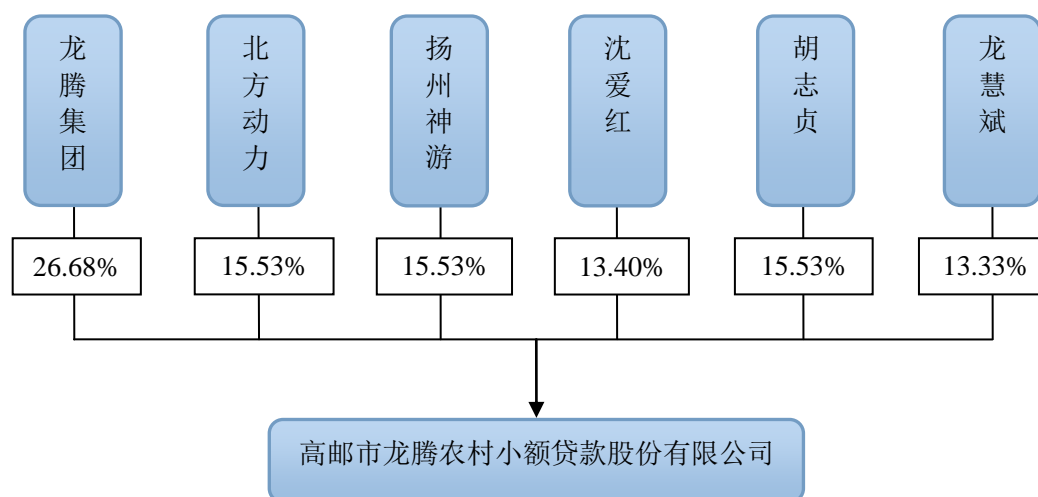 龙腾集团
北方动力
扬州神游
沈爱红
胡志贞
龙慧斌
26.68%
15.53%
15.53%
13.40%
15.53%
13.33%
高邮市龙腾农村小额贷款股份有限公司